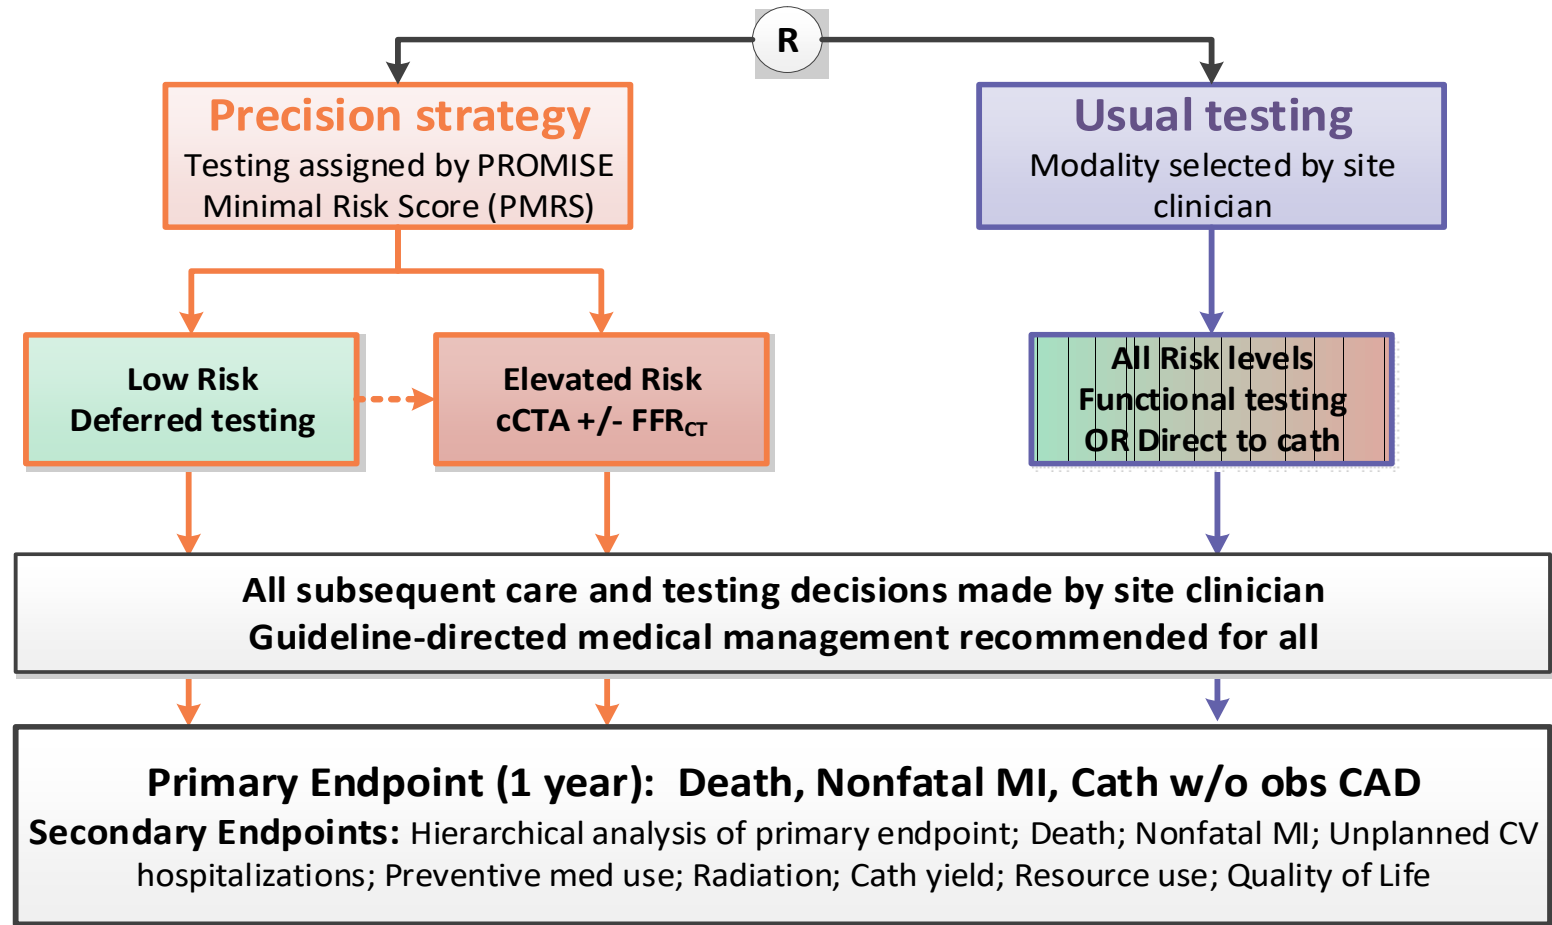 R
Precision strategy
Testing assigned by PROMISE
Minimal Risk Score (PMRS)
Usual testing
Modality selected by site
clinician
Low Risk
Deferred testing
Elevated Risk
cCTA +/- FFRCT
All Risk levels
Functional testing
OR Direct to cath
All subsequent care and testing decisions made by site clinician
Guideline-directed medical management recommended for all
Primary Endpoint (1 year): Death, Nonfatal MI, Cath w/o obs CAD
Secondary Endpoints: Hierarchical analysis of primary endpoint; Death; Nonfatal MI; Unplanned CV
hospitalizations; Preventive med use; Radiation; Cath yield; Resource use; Quality of Life